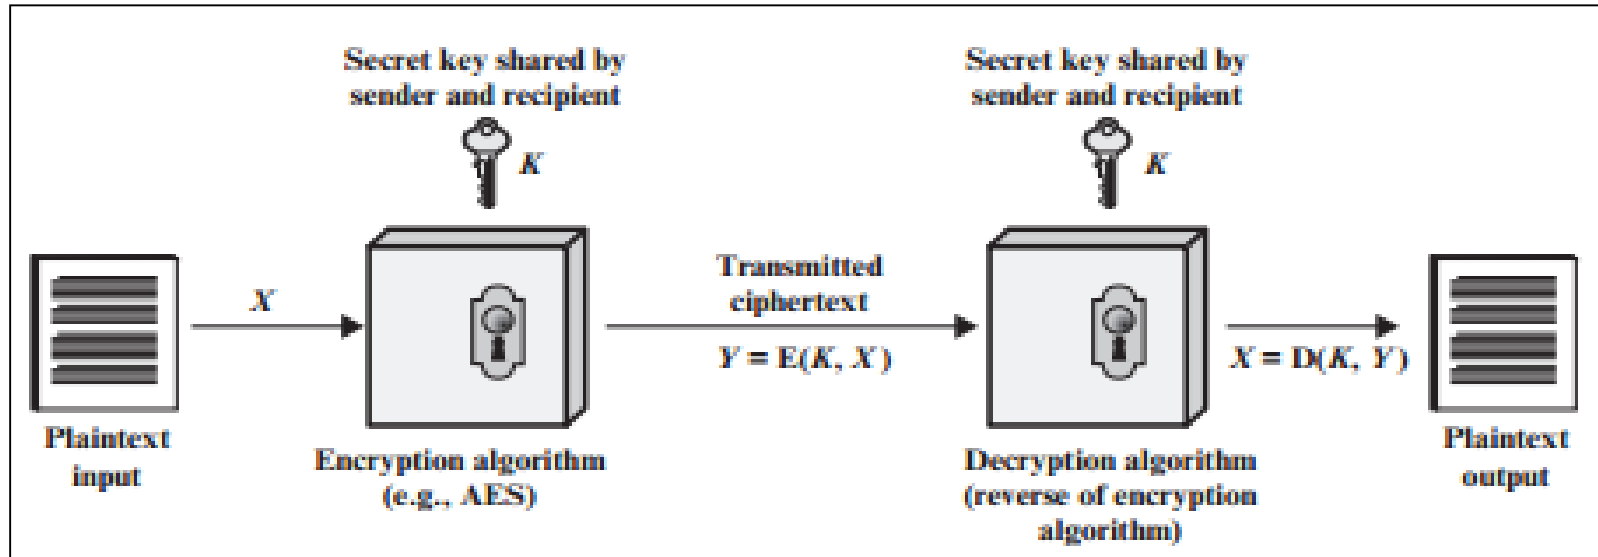 Secret key shared by
sender and recipient
K
Secret key shared by
sender and recipient
K
X
Transmitted
ciphertext
Y = E(K, X)
X = D(K, Y)
Plaintext
input
Encryption algorithm
(e.g., AES)
Decryption algorithm
(reverse of encryption
algorithm)
Plaintext
output